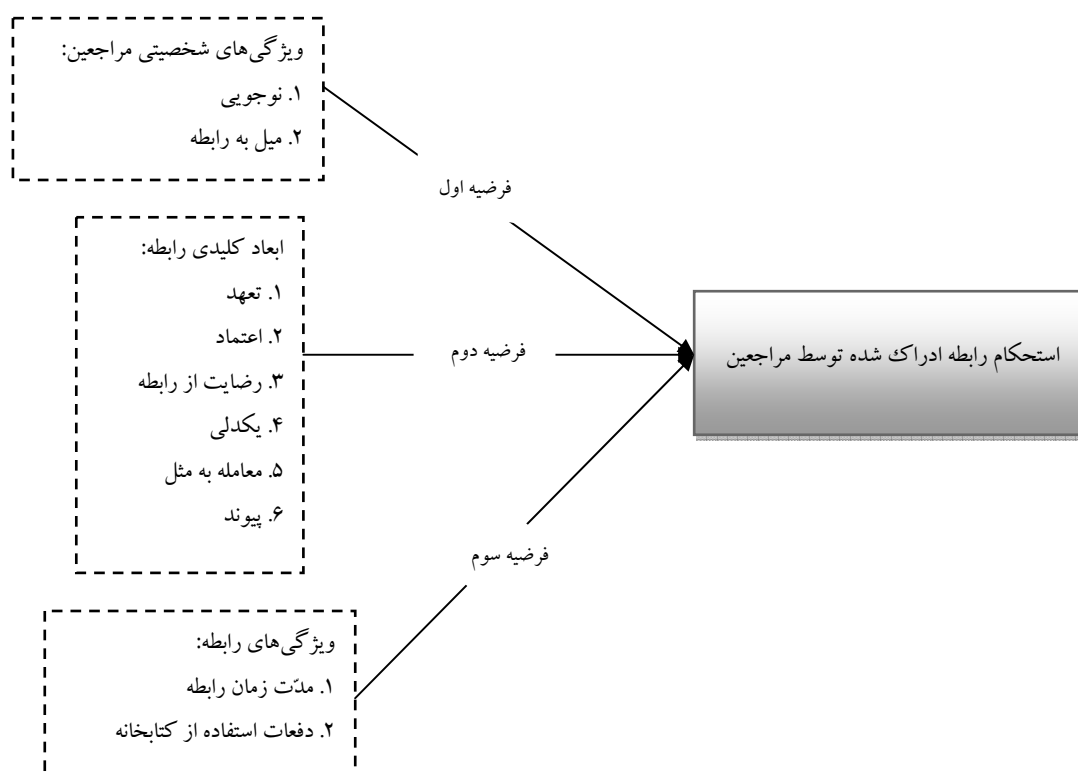 ویژگی‌های شخصیتی مراجعین:
۱. نوجویی
۲. میل به رابطه
فرضیه اول
ابعاد کلیدی رابطه:
۱. تعهد
۲. اعتماد
۳. رضایت از رابطه
۴. یکدلی
۵. معامله به مثل
۶. پیوند
فرضیه دوم
استحکام رابطه ادراک شده توسط مراجعین
فرضیه سوم
ویژگی‌های رابطه:
۱. مدّت زمان رابطه
۲. دفعات استفاده از کتابخانه